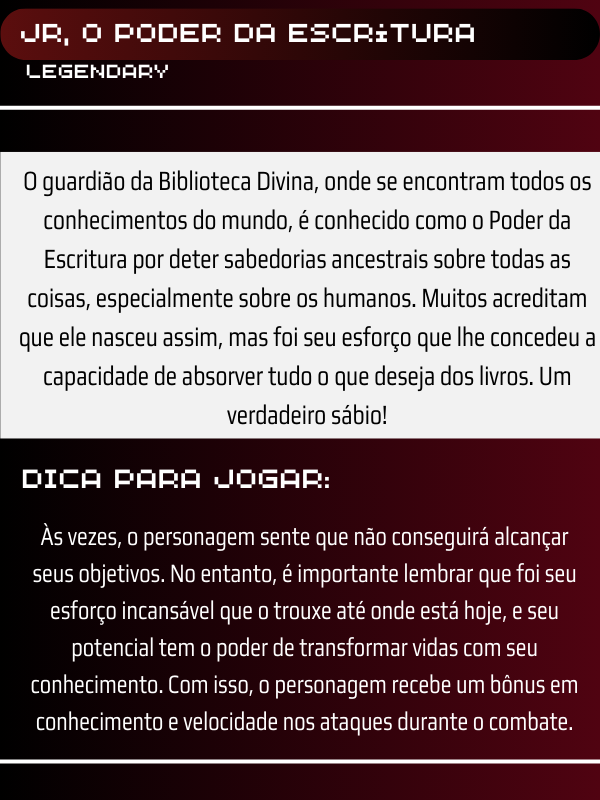 JR, O PODER DA ESCRiTURA
LEGENDARY
O guardião da Biblioteca Divina, onde se encontram todos os
conhecimentos do mundo, é conhecido como o Poder da
Escritura por deter sabedorias ancestrais sobre todas as
coisas, especialmente sobre os humanos. Muitos acreditam
que ele nasceu assim, mas foi seu esforço que lhe concedeu a
capacidade de absorver tudo o que deseja dos livros. Um
verdadeiro sábio!
DICA PARA JOGAR:
Às vezes, o personagem sente que não conseguirá alcançar
seus objetivos. No entanto, é importante lembrar que foi seu
esforço incansável que o trouxe até onde está hoje, e seu
potencial tem o poder de transformar vidas com seu
conhecimento. Com isso, o personagem recebe um bônus em
conhecimento e velocidade nos ataques durante o combate.